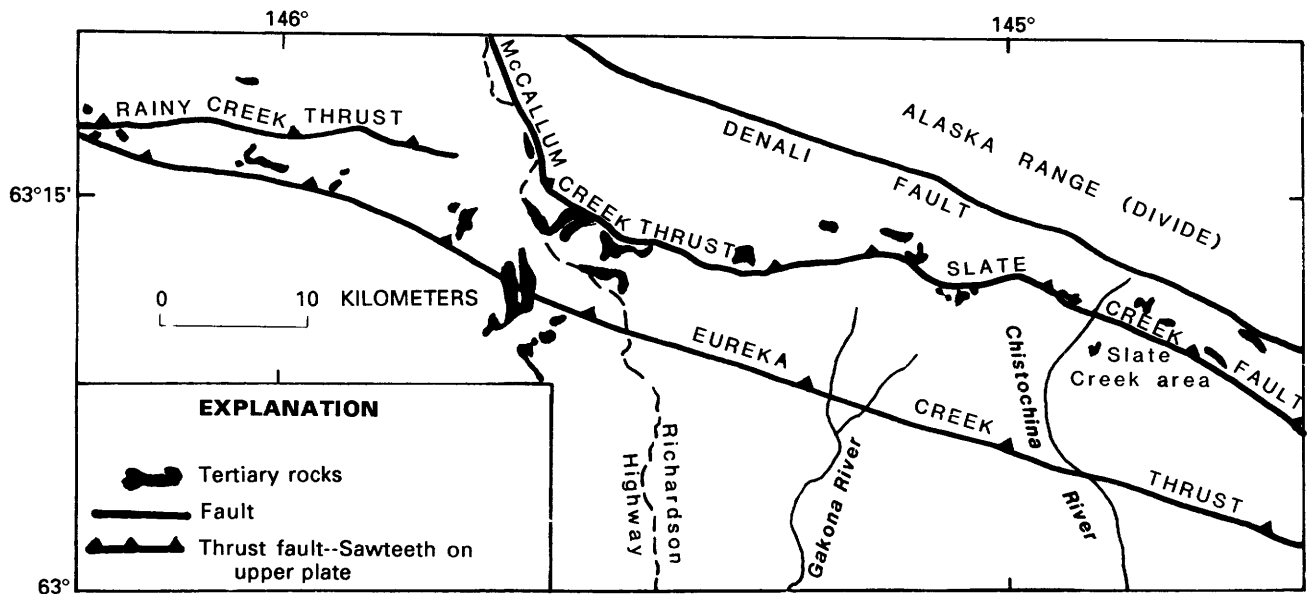 146°
145°
McCALLUM CREEK THRUST
RAINY CREEK THRUST
DENALI FAULT
ALASKA RANGE (DIVIDE)
63°15'
SLATE CREEK FAULT
0 10 KILOMETERS
EUREKA CREEK THRUST
Chistochina River
Slate
Creek area
Richardson
Highway
Gakona River
EXPLANATION
Tertiary rocks
Fault
Thrust fault--Sawteeth on
upper plate
63°